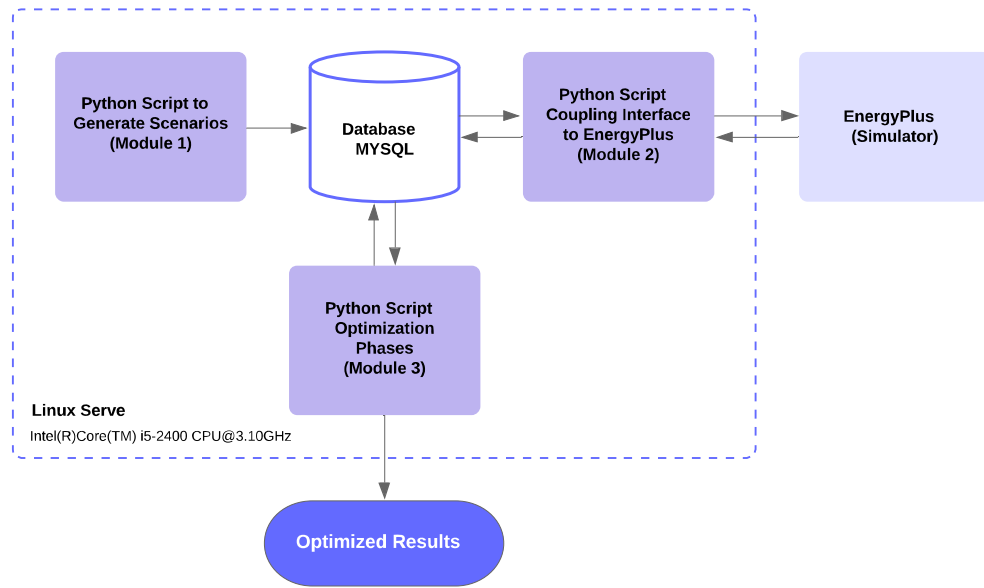 Python Script to
Generate Scenarios
(Module 1)
Database
MYSQL
Python Script
Coupling Interface
to EnergyPlus
(Module 2)
EnergyPlus
(Simulator)
Python Script
Optimization
Phases
(Module 3)
Linux Serve
Intel(R)Core(TM) i5-2400 CPU@3.10GHz
Optimized Results